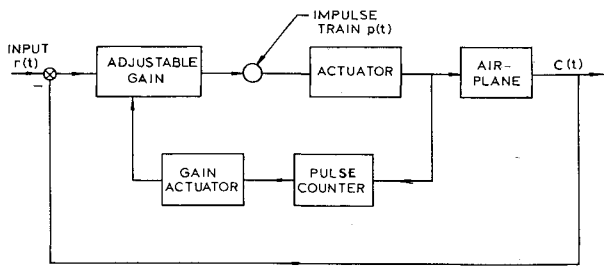 IMPULSE
TRAIN p(t)
INPUT
r(t)
ADJUSTABLE
GAIN
ACTUATOR
AIR-
PLANE
C(t)
−
GAIN
ACTUATOR
PULSE
COUNTER